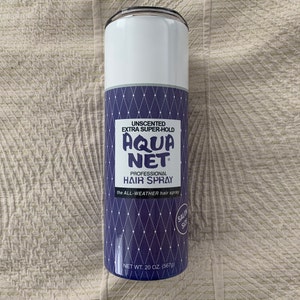 UNSCENTED
EXTRA SUPER-HOLD
AQUA
NET®
PROFESSIONAL
HAIR SPRAY
the ALL-WEATHER hair spray
NET WT. 20 OZ. (567g)